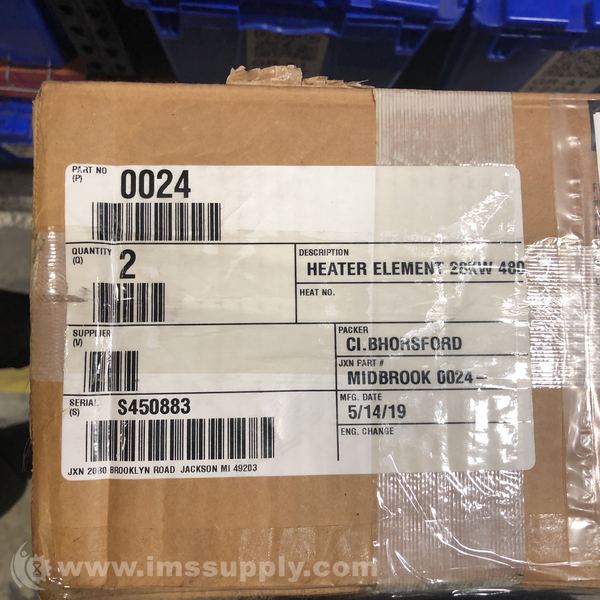 PART NO
(P)
0024
QUANTITY
(Q)
2
DESCRIPTION
HEATER ELEMENT 28KW 480
HEAT NO.
SUPPLIER
(V)
PACKER
CI.BHORSFORD
JXN PART #
MIDBROOK 0024-
SERIAL
(S)
S450883
MFG. DATE
5/14/19
ENG. CHANGE
JXN 2080 BROOKLYN ROAD JACKSON MI 49203
www.imssupply.com